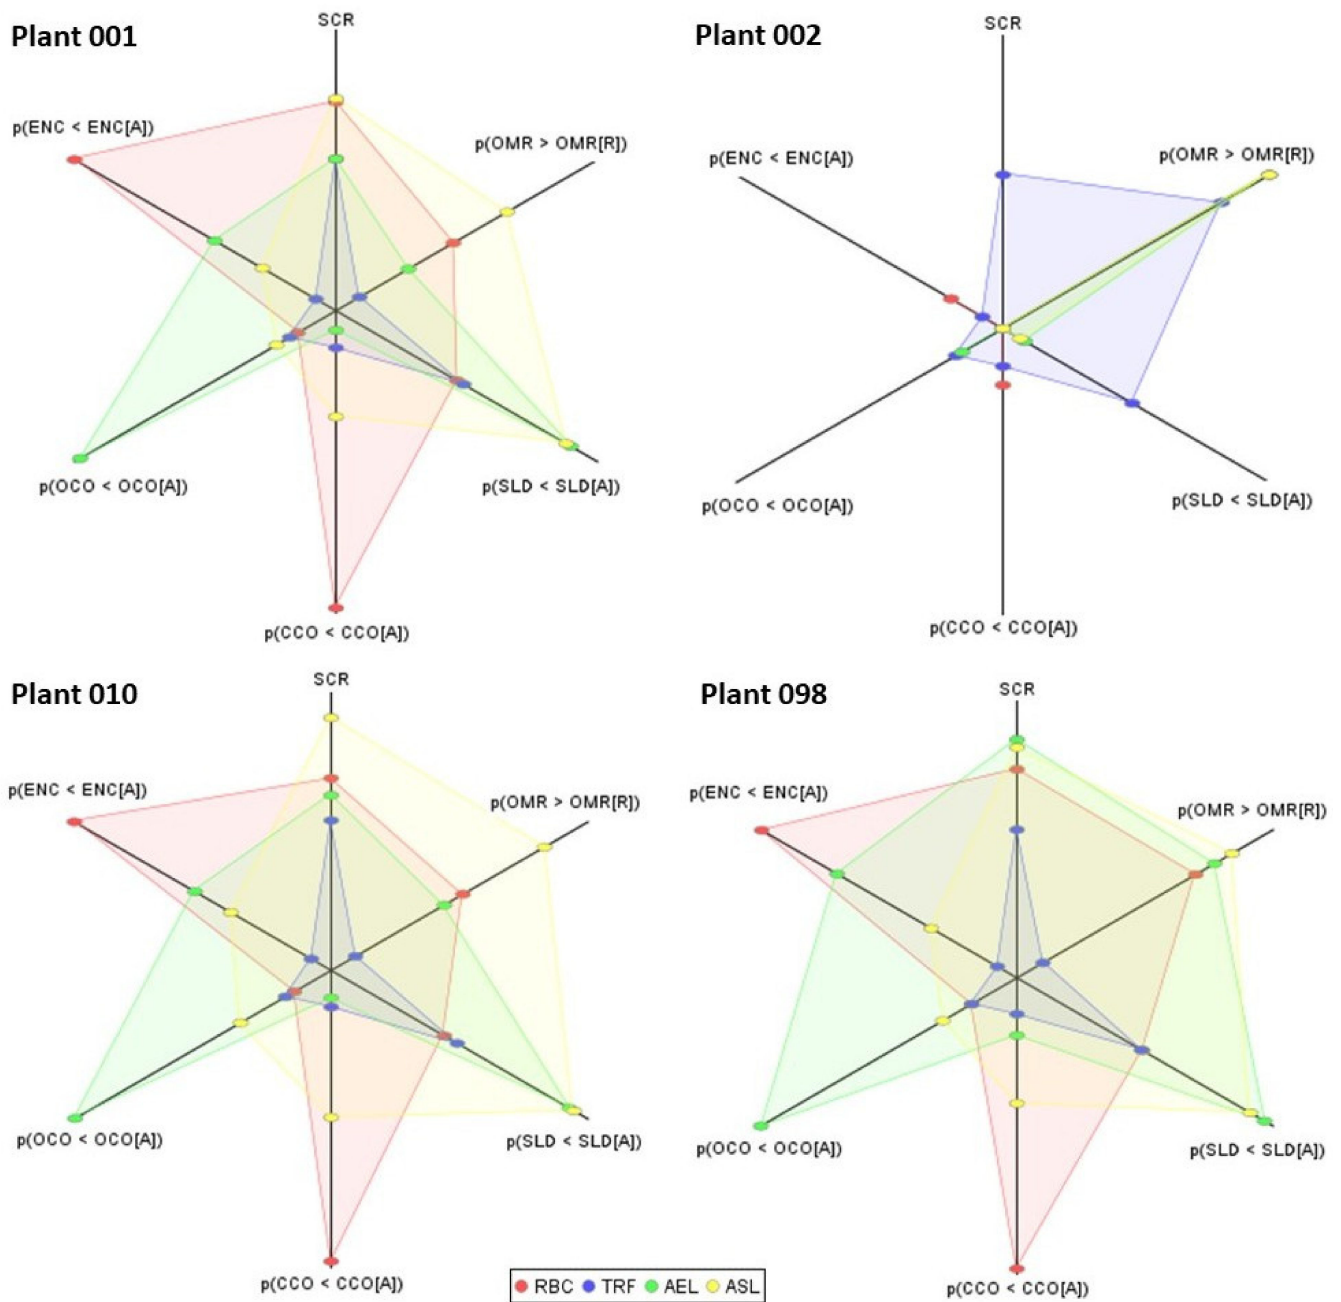 Plant 001
SCR
p(ENC < ENC[A])
p(OMR > OMR[R])
p(OCO < OCO[A])
p(SLD < SLD[A])
p(CCO < CCO[A])
Plant 002
SCR
p(ENC < ENC[A])
p(OMR > OMR[R])
p(OCO < OCO[A])
p(SLD < SLD[A])
p(CCO < CCO[A])
Plant 010
SCR
p(ENC < ENC[A])
p(OMR > OMR[R])
p(OCO < OCO[A])
p(SLD < SLD[A])
p(CCO < CCO[A])
Plant 098
SCR
p(ENC < ENC[A])
p(OMR > OMR[R])
p(OCO < OCO[A])
p(SLD < SLD[A])
p(CCO < CCO[A])
RBC TRF AEL ASL